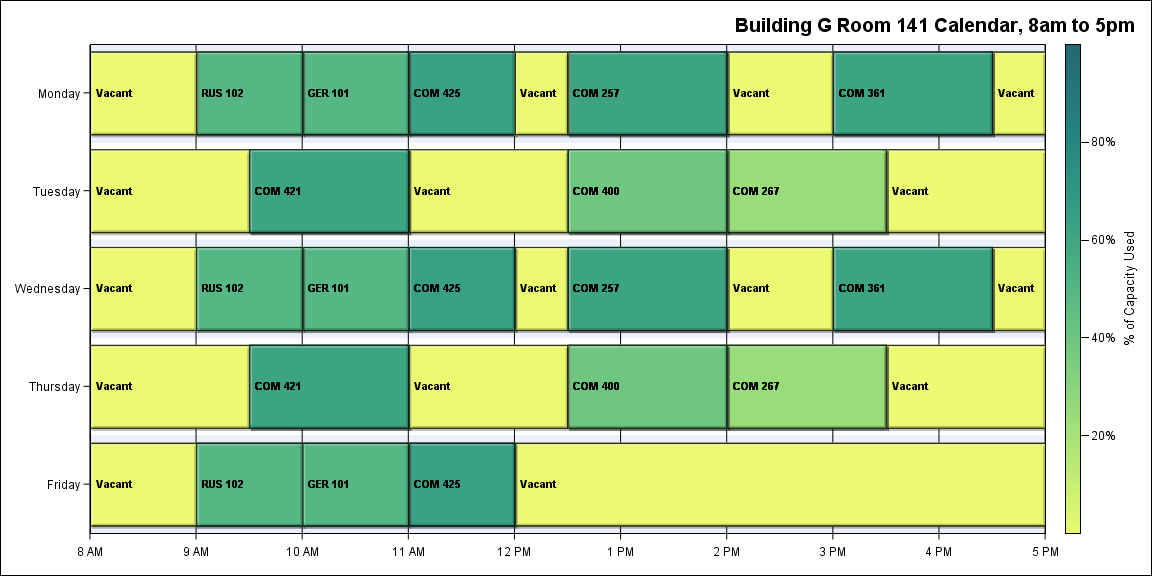 Building G Room 141 Calendar, 8am to 5pm
Monday
Vacant
RUS 102
GER 101
COM 425
Vacant
COM 257
Vacant
COM 361
Vacant
Tuesday
Vacant
COM 421
Vacant
COM 400
COM 267
Vacant
Wednesday
Vacant
RUS 102
GER 101
COM 425
Vacant
COM 257
Vacant
COM 361
Vacant
Thursday
Vacant
COM 421
Vacant
COM 400
COM 267
Vacant
Friday
Vacant
RUS 102
GER 101
COM 425
Vacant
8 AM
9 AM
10 AM
11 AM
12 PM
1 PM
2 PM
3 PM
4 PM
5 PM
80%
60%
40%
20%
% of Capacity Used